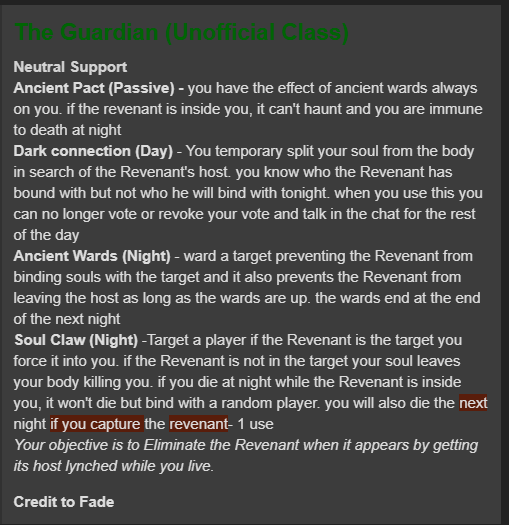 The Guardian (Unofficial Class)
Neutral Support
Ancient Pact (Passive) - you have the effect of ancient wards always
on you. if the revenant is inside you, it can't haunt and you are immune
to death at night
Dark connection (Day) - You temporary split your soul from the body
in search of the Revenant's host. you know who the Revenant has
bound with but not who he will bind with tonight. when you use this you
can no longer vote or revoke your vote and talk in the chat for the rest
of the day
Ancient Wards (Night) - ward a target preventing the Revenant from
binding souls with the target and it also prevents the Revenant from
leaving the host as long as the wards are up. the wards end at the end
of the next night
Soul Claw (Night) -Target a player if the Revenant is the target you
force it into you. if the Revenant is not in the target your soul leaves
your body killing you. if you die at night while the Revenant is inside
you, it won't die but bind with a random player. you will also die the next
night if you capture the revenant- 1 use
Your objective is to Eliminate the Revenant when it appears by getting
its host lynched while you live.
Credit to Fade